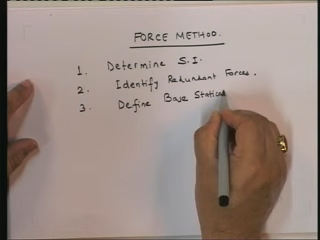 FORCE METHOD.
1. Determine S.I.
2. Identify Redundant Forces.
3. Define Base Statica